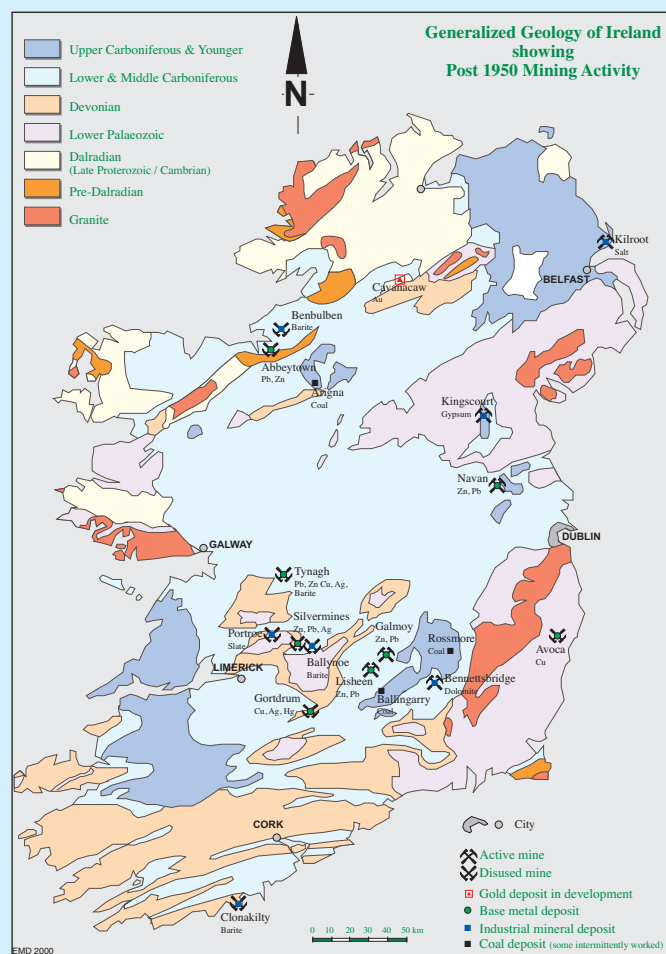 Generalized Geology of Ireland
showing
Post 1950 Mining Activity
Upper Carboniferous & Younger
Lower & Middle Carboniferous
Devonian
Lower Palaeozoic
Dalradian
(Late Proterozoic / Cambrian)
Pre-Dalradian
Granite
N
Kilroot
Salt
BELFAST
Cavanacaw
Au
Benbulben
Barite
Abbeytown
Pb, Zn
Arigna
Coal
Kingscourt
Gypsum
Navan
Zn, Pb
DUBLIN
GALWAY
Tynagh
Pb, Zn Cu, Ag,
Barite
Silvermines
Zn, Pb, Ag
Portroe
Slate
Galmoy
Zn, Pb
Rossmore
Coal
Avoca
Cu
Ballynoe
Barite
LIMERICK
Lisheen
Zn, Pb
Bennettsbridge
Dolomite
Gortdrum
Cu, Ag, Hg
Ballingarry
Coal
CORK
Clonakilty
Barite
City
Active mine
Disused mine
Gold deposit in development
Base metal deposit
Industrial mineral deposit
Coal deposit (some intermittently worked)
0 10 20 30 40 50 km
EMD 2000